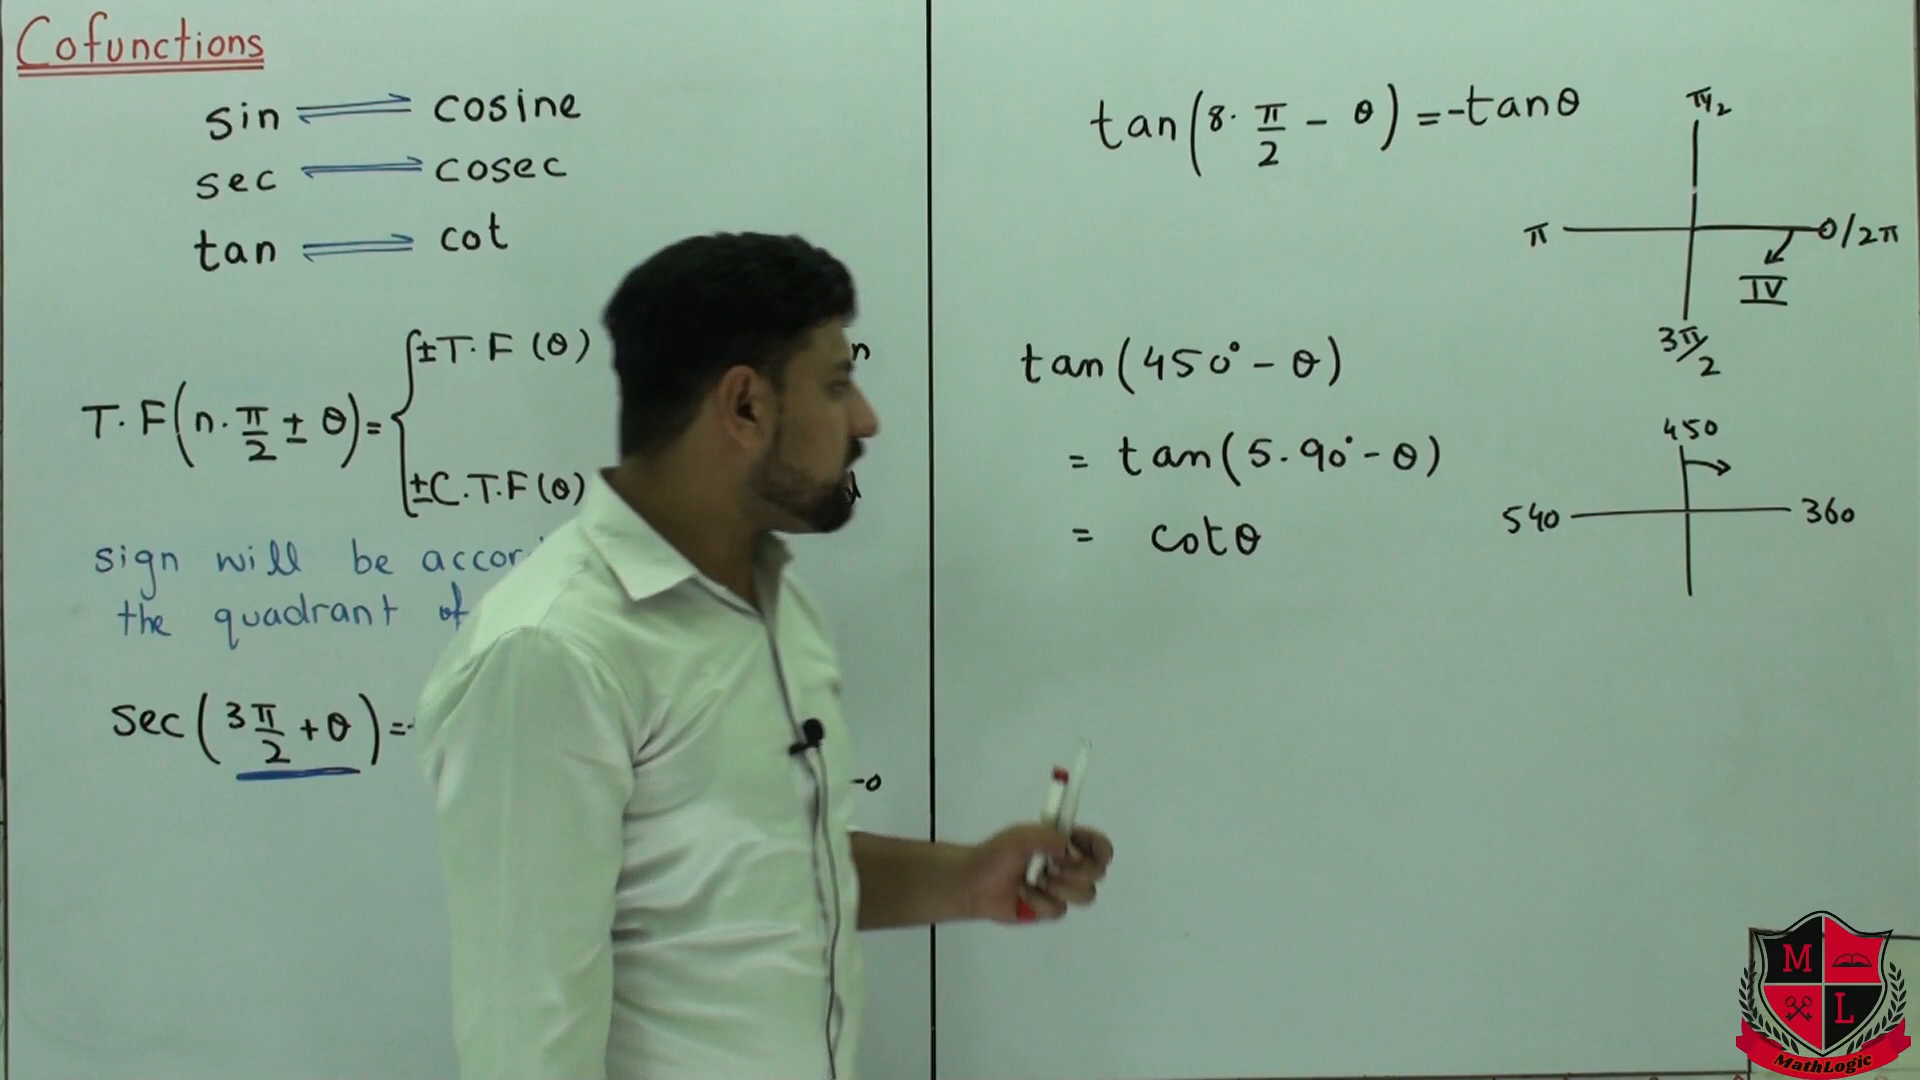 Cofunctions
sin ⇌ cosine
sec ⇌ cosec
tan ⇌ cot
T.F(n.π/2 ± θ) = { ±T.F(θ)
±C.T.F(θ)
sign will be
the quadrant of
sec(3π/2 + θ) =
tan(8.π/2 - θ) = -tanθ
π/2
π
0/2π
IV
3π/2
tan(450° - θ)
= tan(5.90° - θ)
= cotθ
450
540
360
M
L
MathLogic